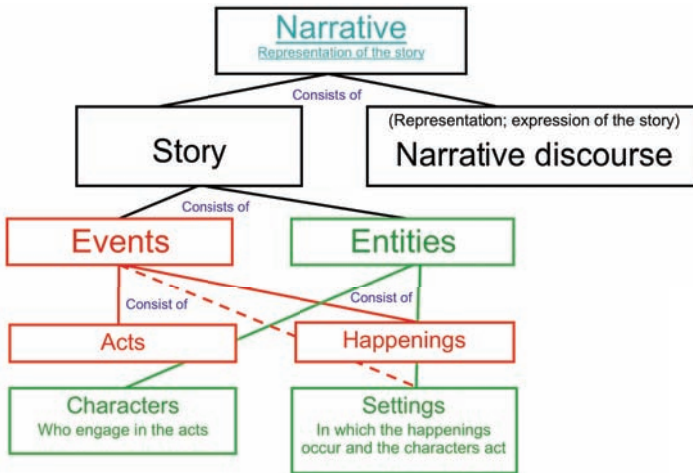 Narrative
Representation of the story
Consists of
Story
(Representation; expression of the story)
Narrative discourse
Consists of
Events
Entities
Consist of
Consist of
Acts
Happenings
Characters
Who engage in the acts
Settings
In which the happenings
occur and the characters act